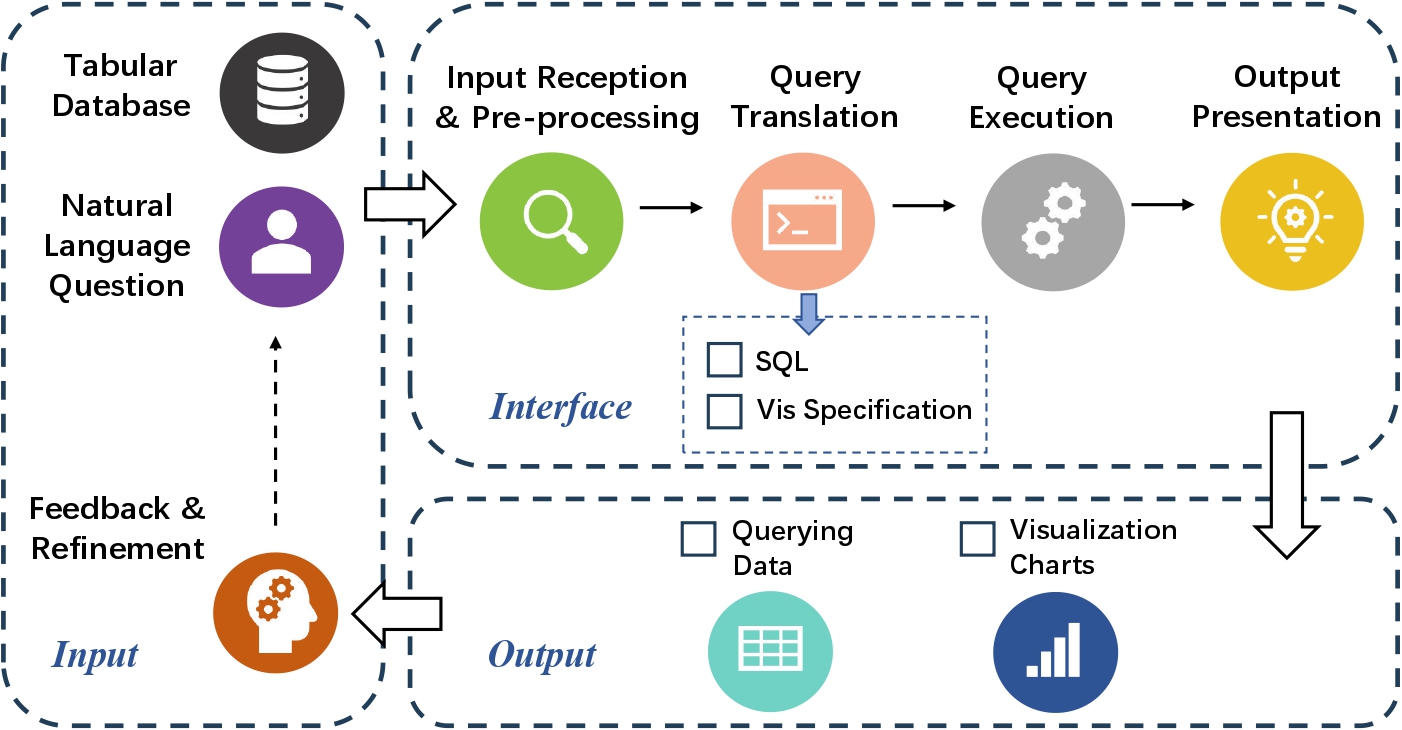 Tabular
Database
Natural
Language
Question
Feedback &
Refinement
Input
Input Reception
& Pre-processing
Query
Translation
Query
Execution
Output
Presentation
SQL
Vis Specification
Interface
Querying
Data
Visualization
Charts
Output